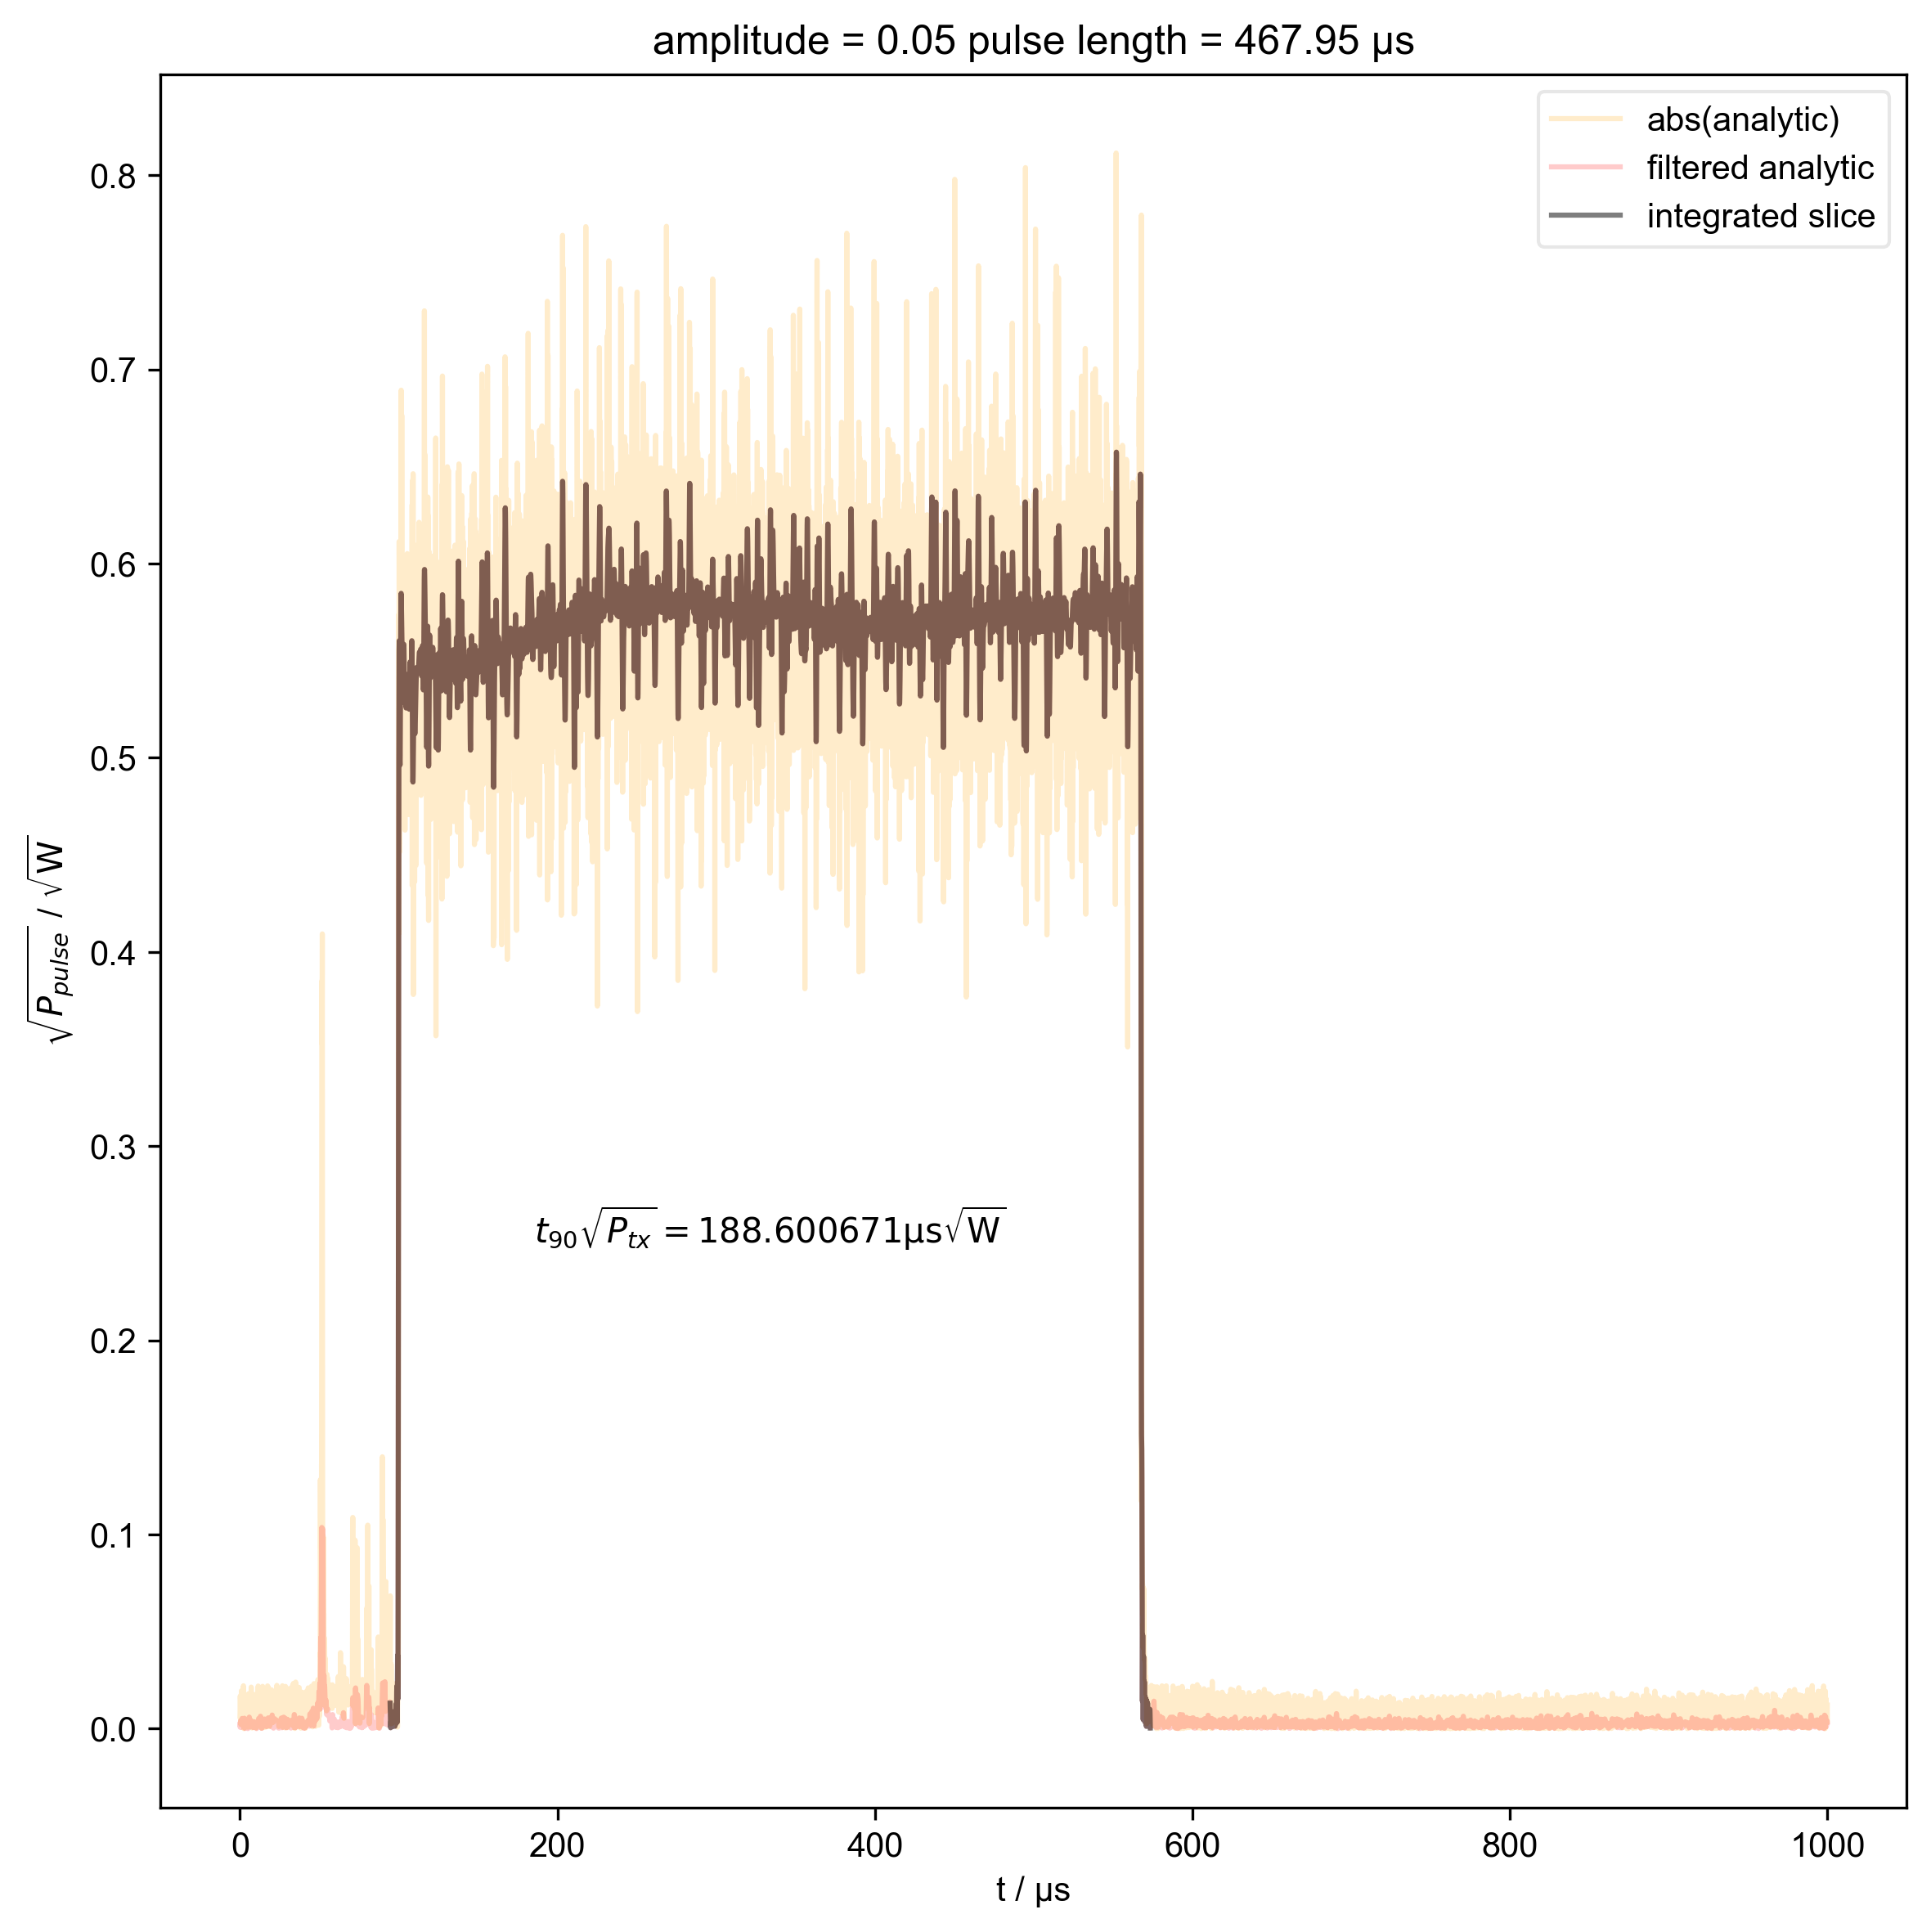 amplitude = 0.05 pulse length = 467.95 µs
abs(analytic)
filtered analytic
integrated slice
0.8
0.7
0.6
0.5
0.4
0.3
0.2
0.1
0.0
√P_pulse / √W
t₉₀√P_tx = 188.600671µs√W
0 200 400 600 800 1000
t / µs